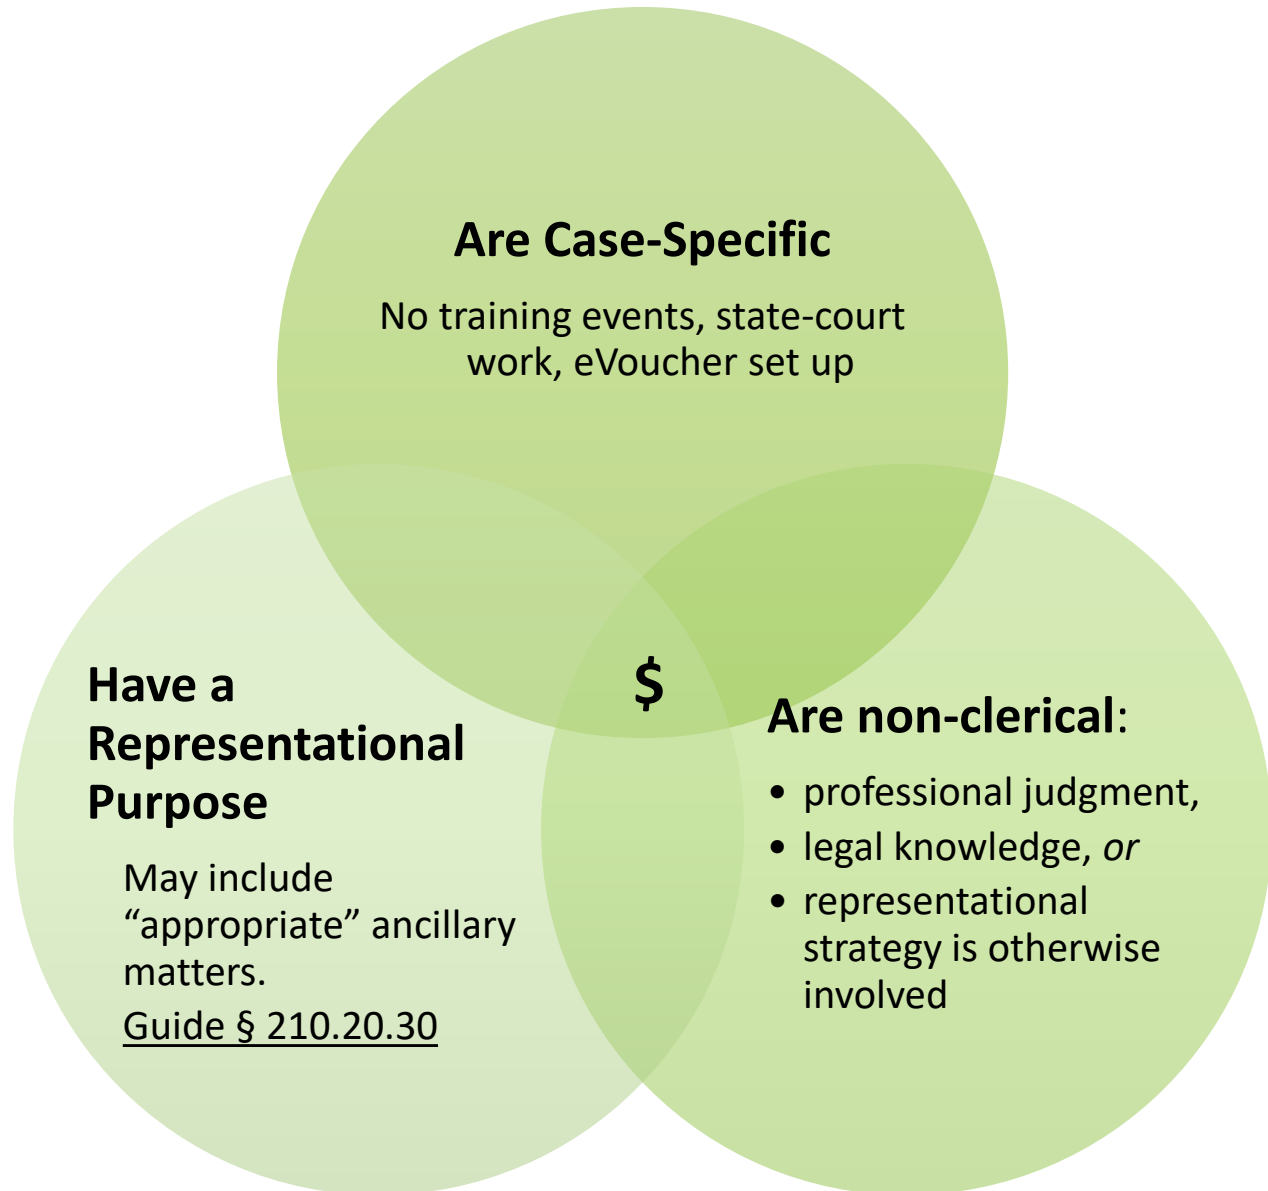 Are Case-Specific
No training events, state-court
work, eVoucher set up
Have a
Representational
Purpose
May include
“appropriate” ancillary
matters.
Guide § 210.20.30
$
Are non-clerical:
• professional judgment,
• legal knowledge, or
• representational
strategy is otherwise
involved